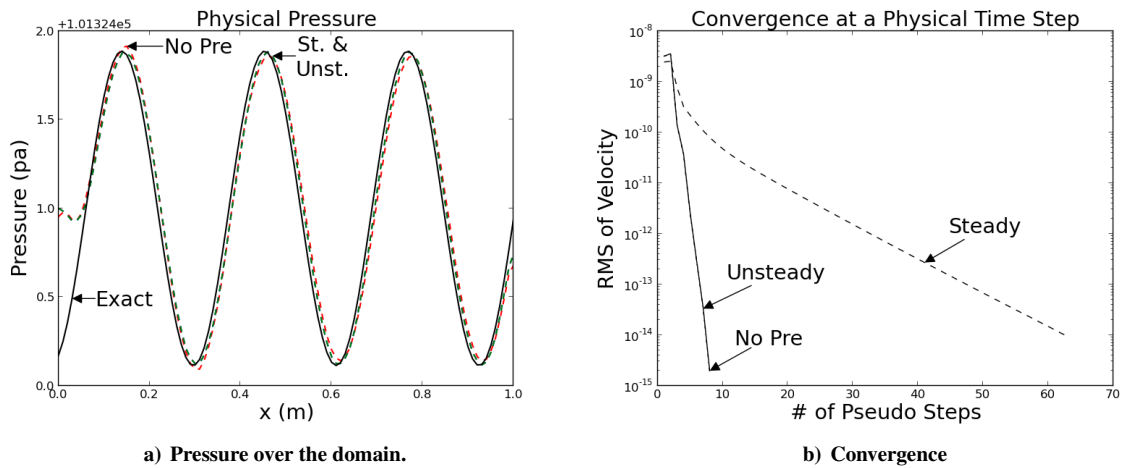 Physical Pressure
+1.01324e5
2.0
1.5
1.0
0.5
0.0
Pressure (pa)
No Pre
St. &
Unst.
Exact
0.0 0.2 0.4 0.6 0.8 1.0
x (m)
a) Pressure over the domain.
Convergence at a Physical Time Step
10^-8
10^-9
10^-10
10^-11
10^-12
10^-13
10^-14
10^-15
RMS of Velocity
Steady
Unsteady
No Pre
0 10 20 30 40 50 60 70
# of Pseudo Steps
b) Convergence